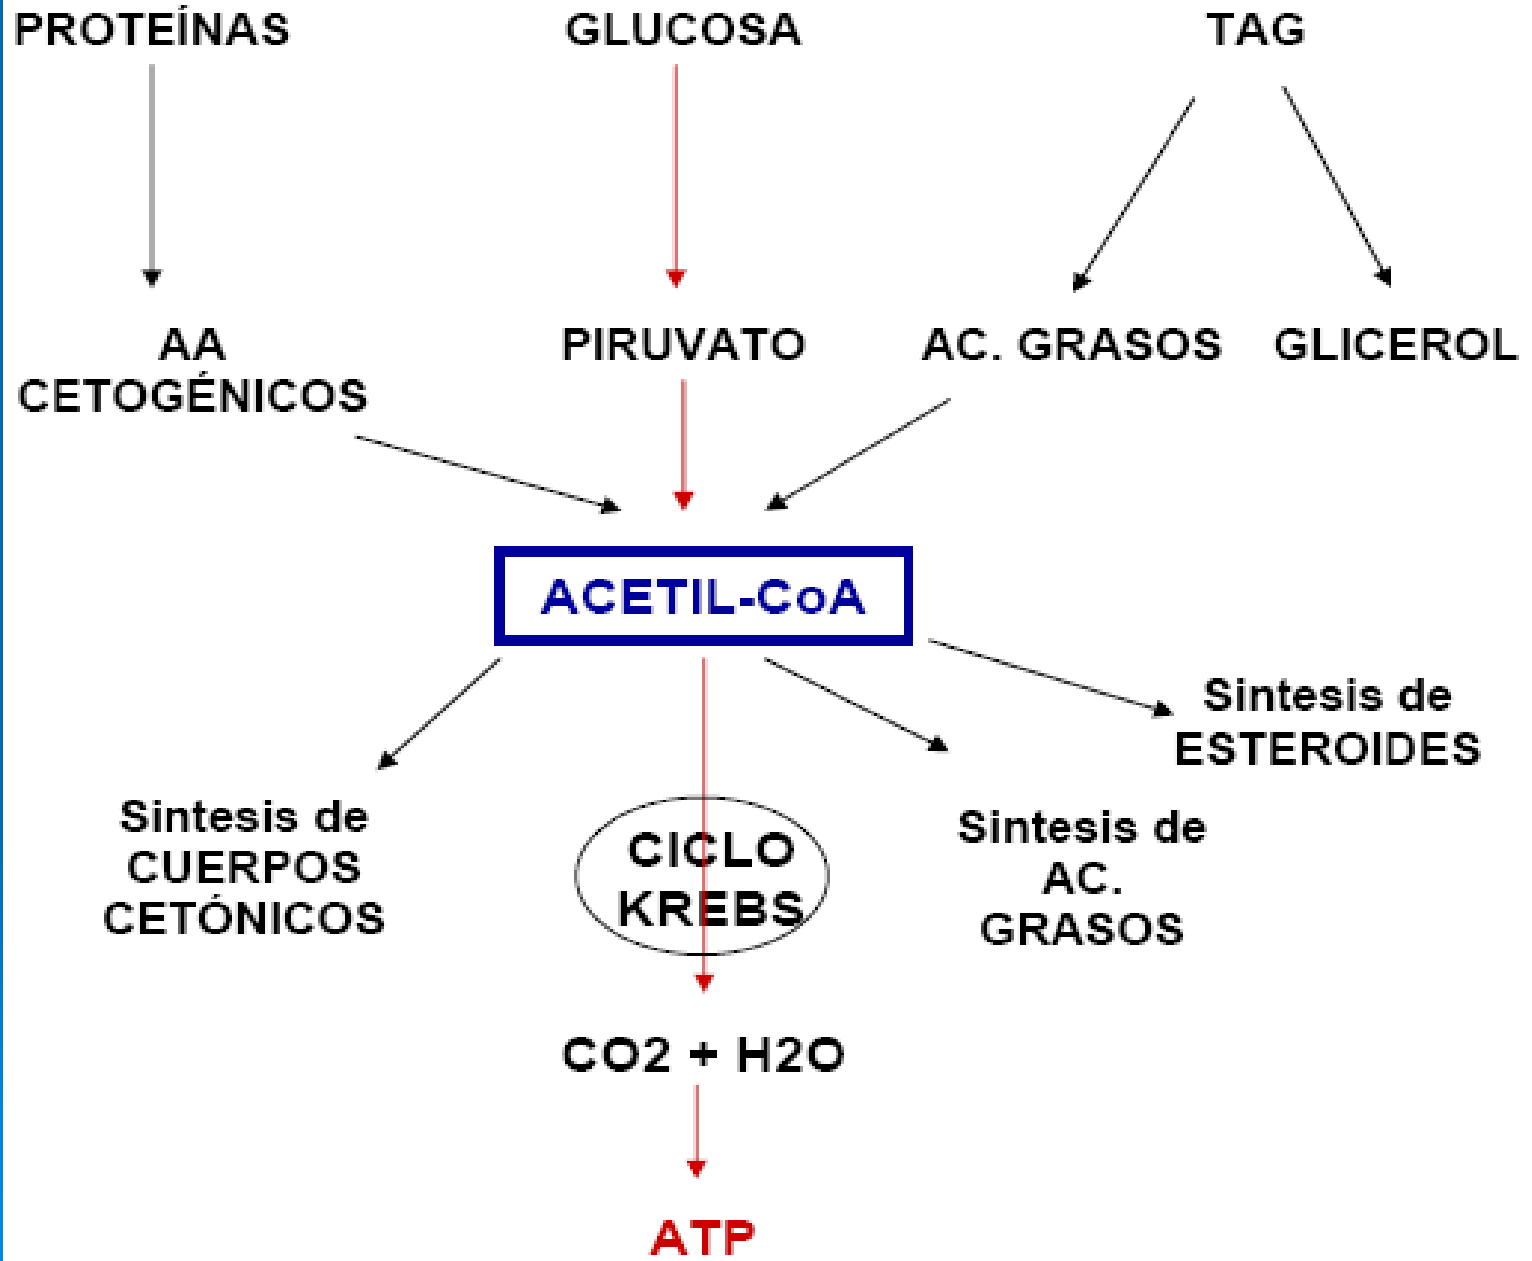 PROTEÍNAS
GLUCOSA
TAG
AA
CETOGÉNICOS
PIRUVATO
AC. GRASOS
GLICEROL
ACETIL-CoA
Sintesis de
ESTEROIDES
Sintesis de
CUERPOS
CETÓNICOS
CICLO
KREBS
Sintesis de
AC.
GRASOS
CO2 + H2O
ATP